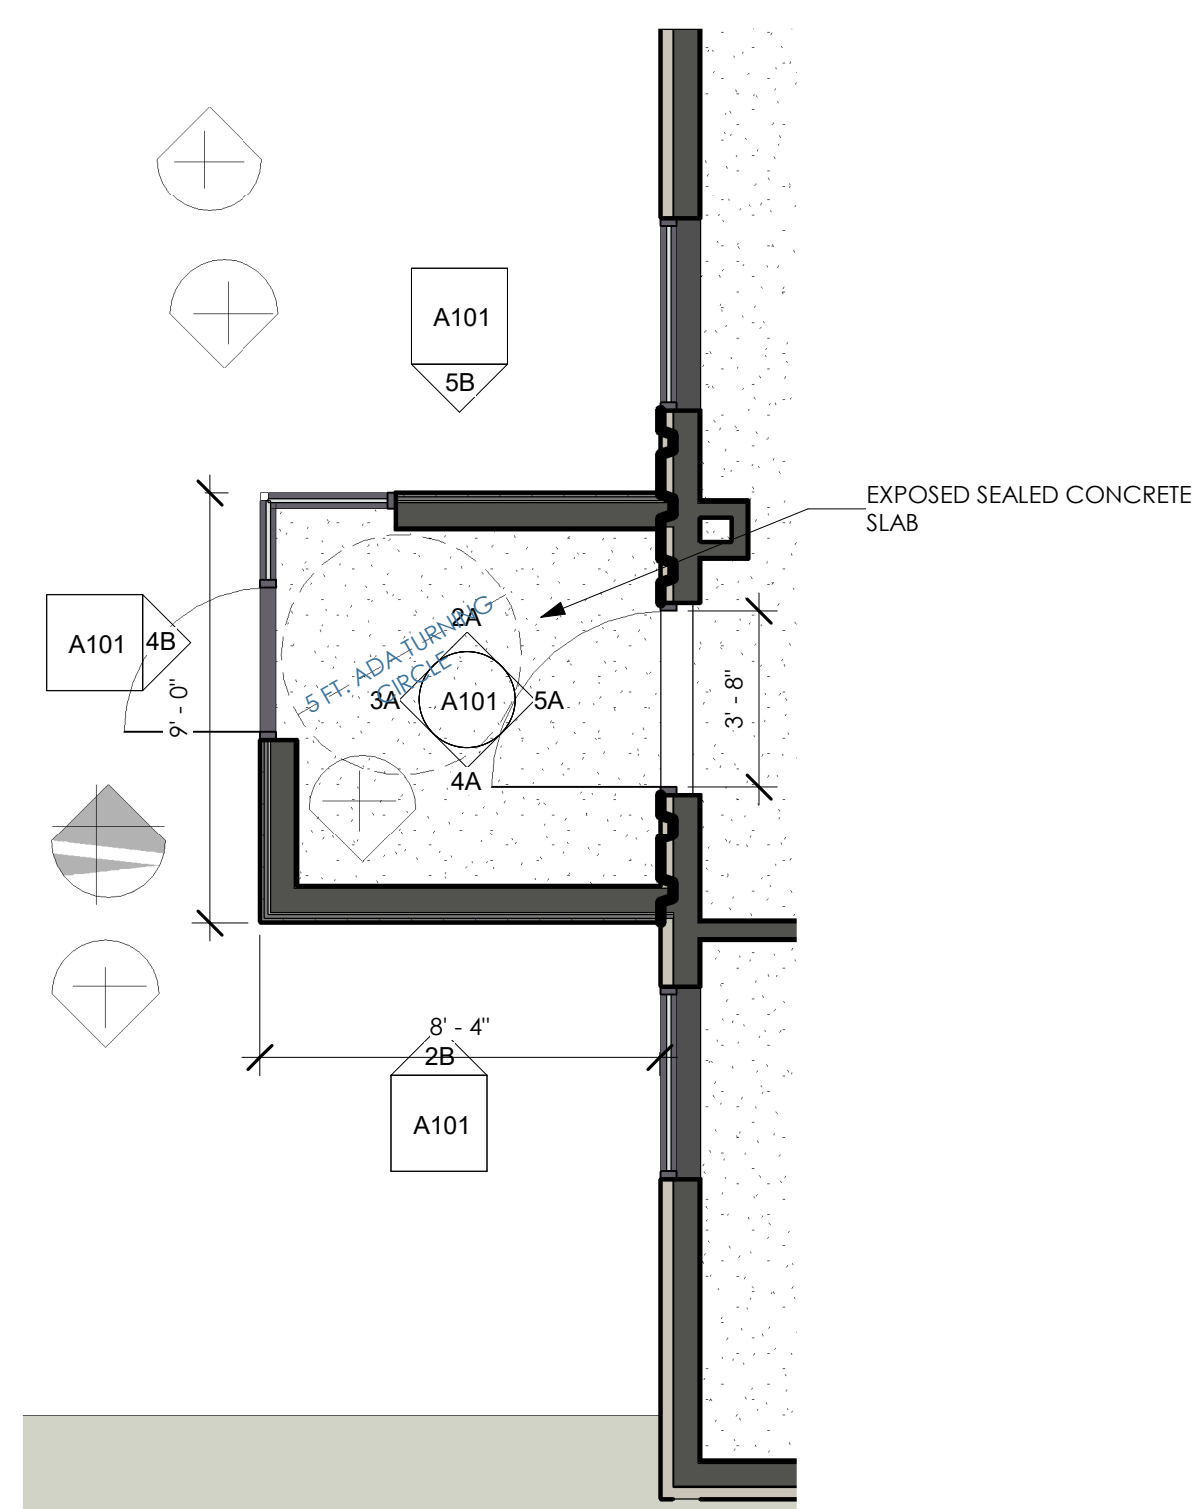 A101
5B
EXPOSED SEALED CONCRETE
SLAB
A101
4B
9' - 0"
5 FT. ADA TURNING
CIRCLE
2A
3A
A101
5A
4A
3' - 8"
8' - 4"
2B
A101